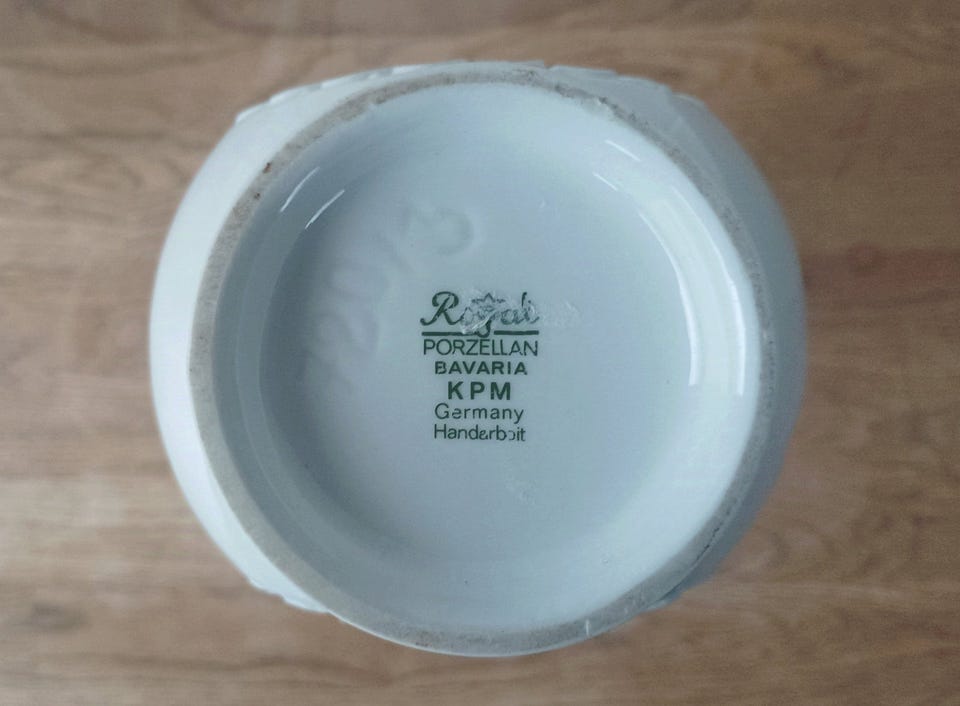 Royal
PORZELLAN
BAVARIA
KPM
Germany
Handarbeit